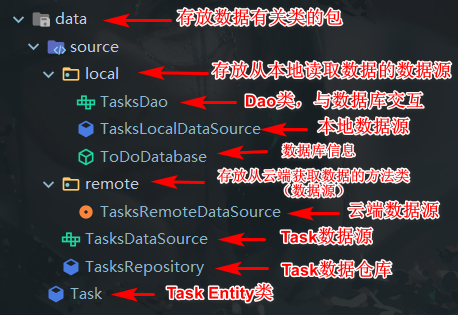 data 存放数据有关类的包
source
local 存放从本地读取数据的数据源
TasksDao Dao类，与数据库交互
TasksLocalDataSource 本地数据源
ToDoDatabase 数据库信息
remote 存放从云端获取数据的方法类
（数据源）
TasksRemoteDataSource 云端数据源
TasksDataSource Task数据源
TasksRepository Task数据仓库
Task Task Entity类